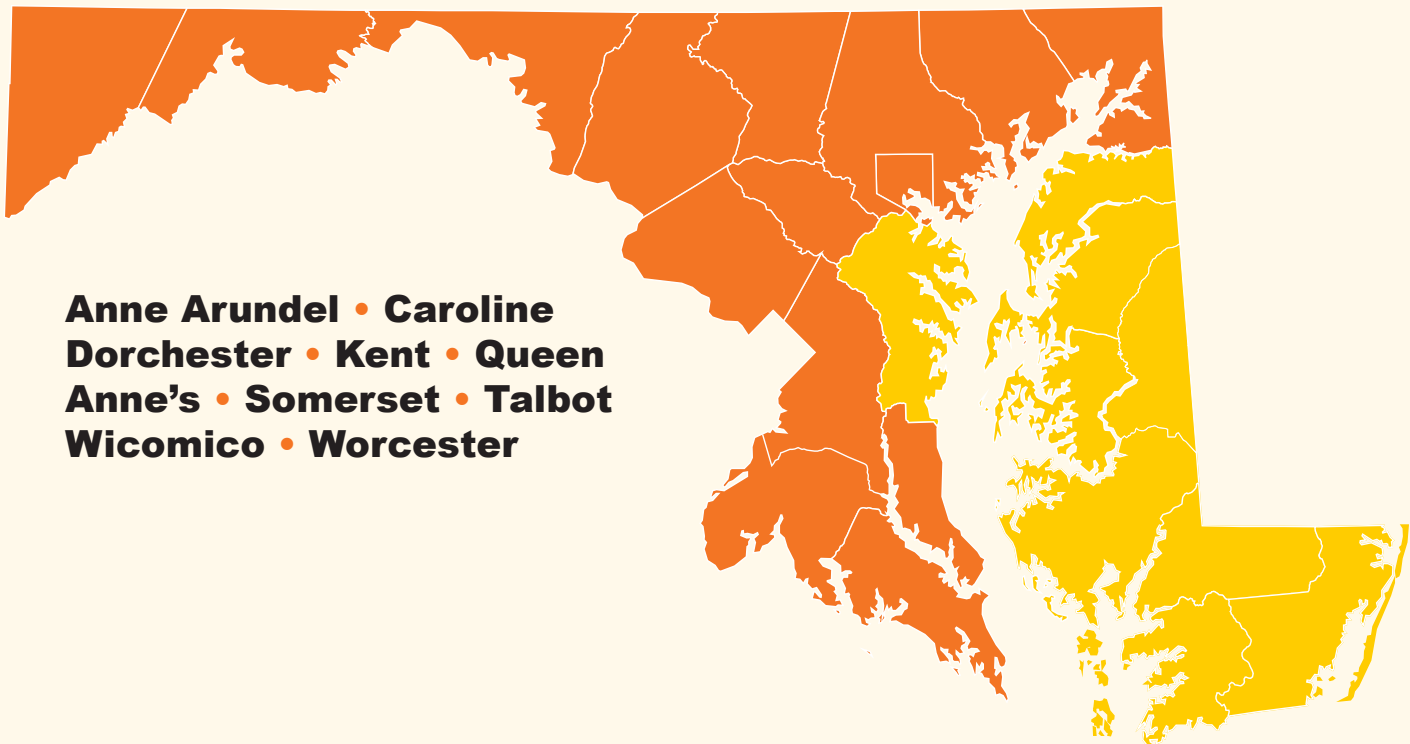 Anne Arundel • Caroline
Dorchester • Kent • Queen
Anne’s • Somerset • Talbot
Wicomico • Worcester